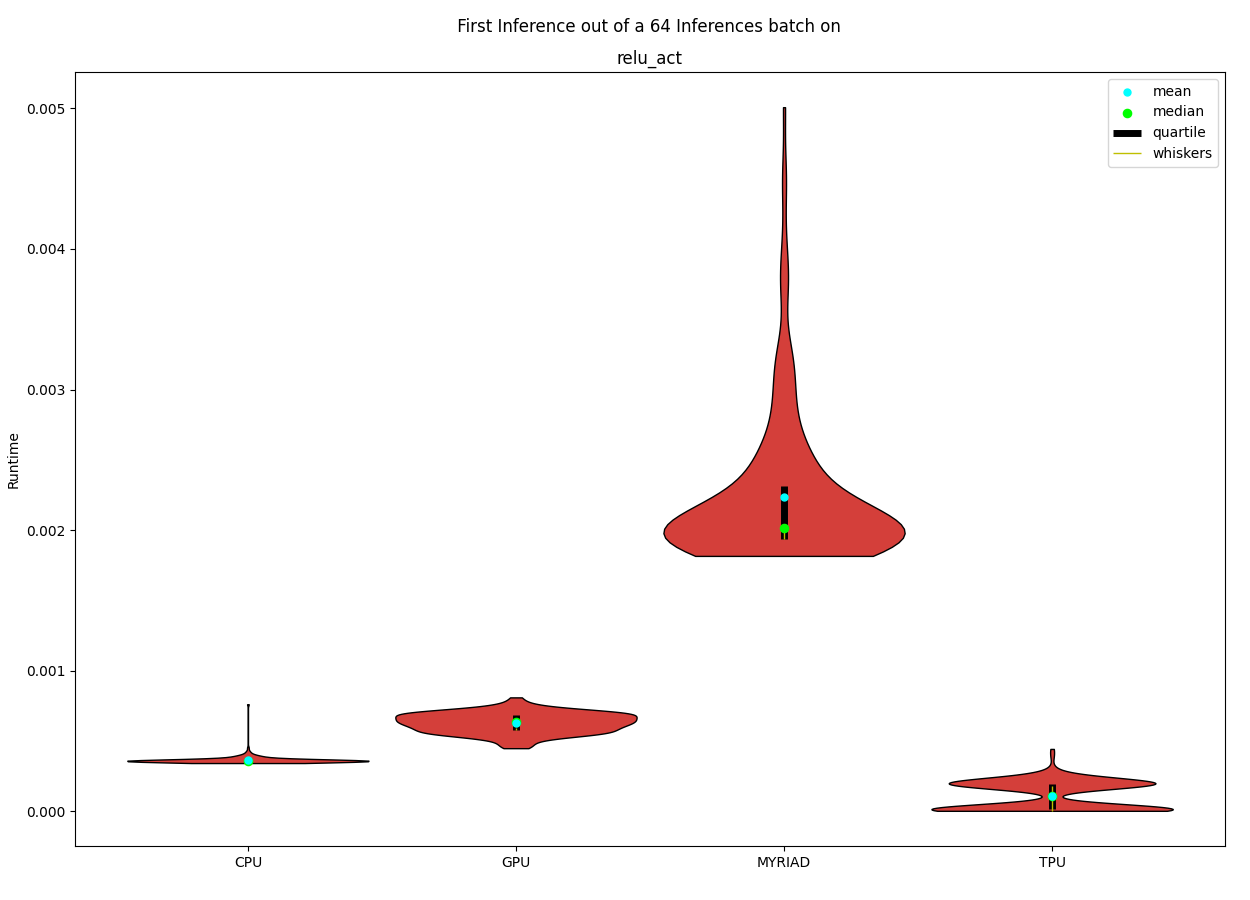 First Inference out of a 64 Inferences batch on
relu_act
mean
median
quartile
whiskers
0.005
0.004
0.003
0.002
0.001
0.000
Runtime
CPU GPU MYRIAD TPU